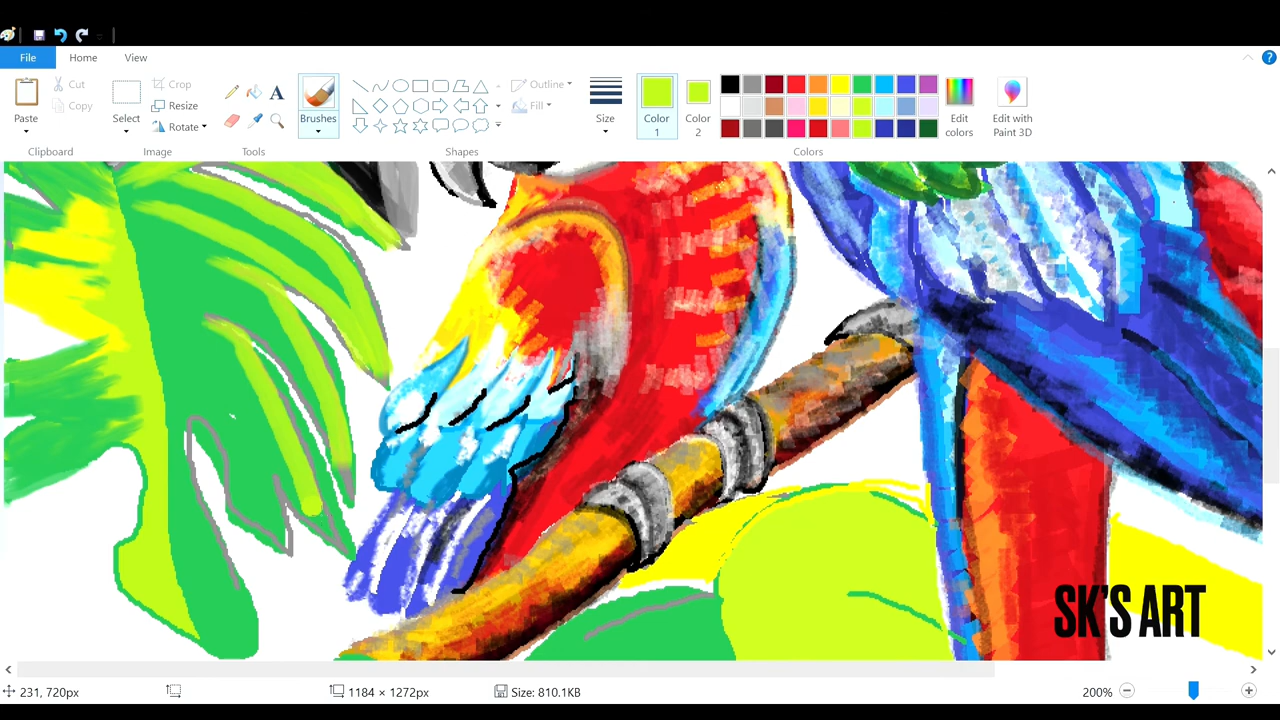 File Home View
Paste
Cut
Copy
Clipboard
Select
Crop
Resize
Rotate
Image
Tools
Brushes
Shapes
Outline
Fill
Size
Color
1
Color
2
Colors
Edit
colors
Edit with
Paint 3D
SK'S ART
231, 720px
1184 × 1272px
Size: 810.1KB
200%